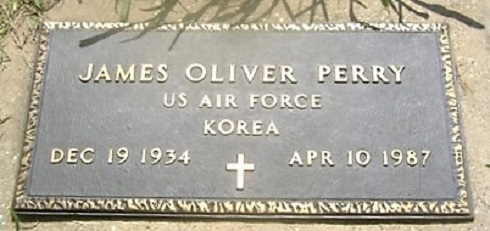 JAMES OLIVER PERRY
US AIR FORCE
KOREA
DEC 19 1934 APR 10 1987